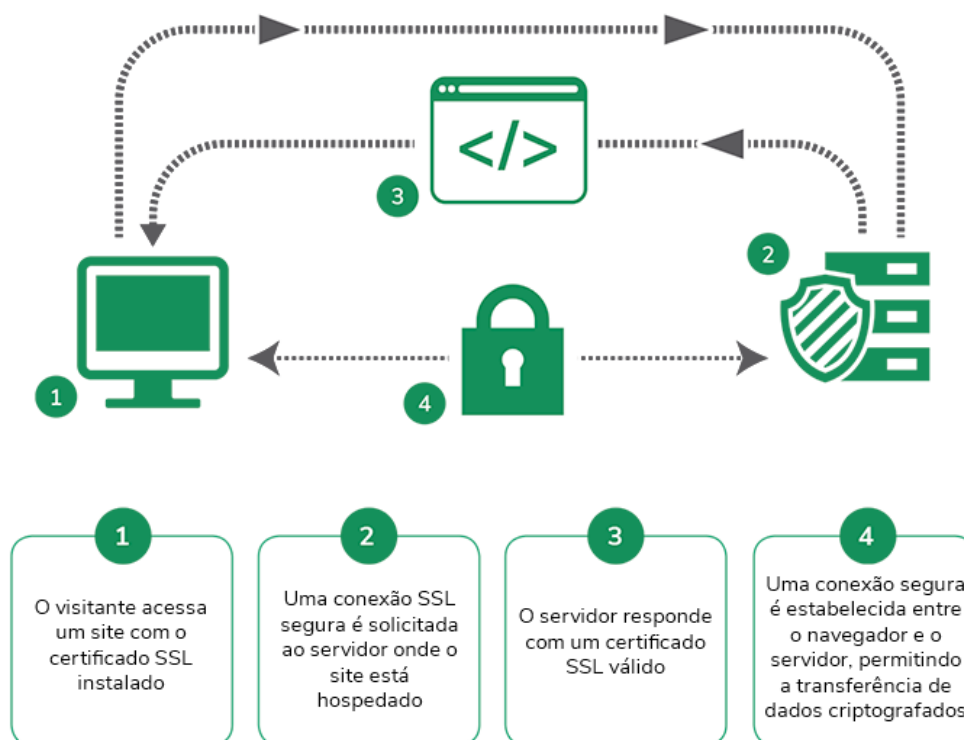 </>
3
2
1
4
1
O visitante acessa
um site com o
certificado SSL
instalado
2
Uma conexão SSL
segura é solicitada
ao servidor onde o
site está
hospedado
3
O servidor responde
com um certificado
SSL válido
4
Uma conexão segura
é estabelecida entre
o navegador e o
servidor, permitindo
a transferência de
dados criptografados